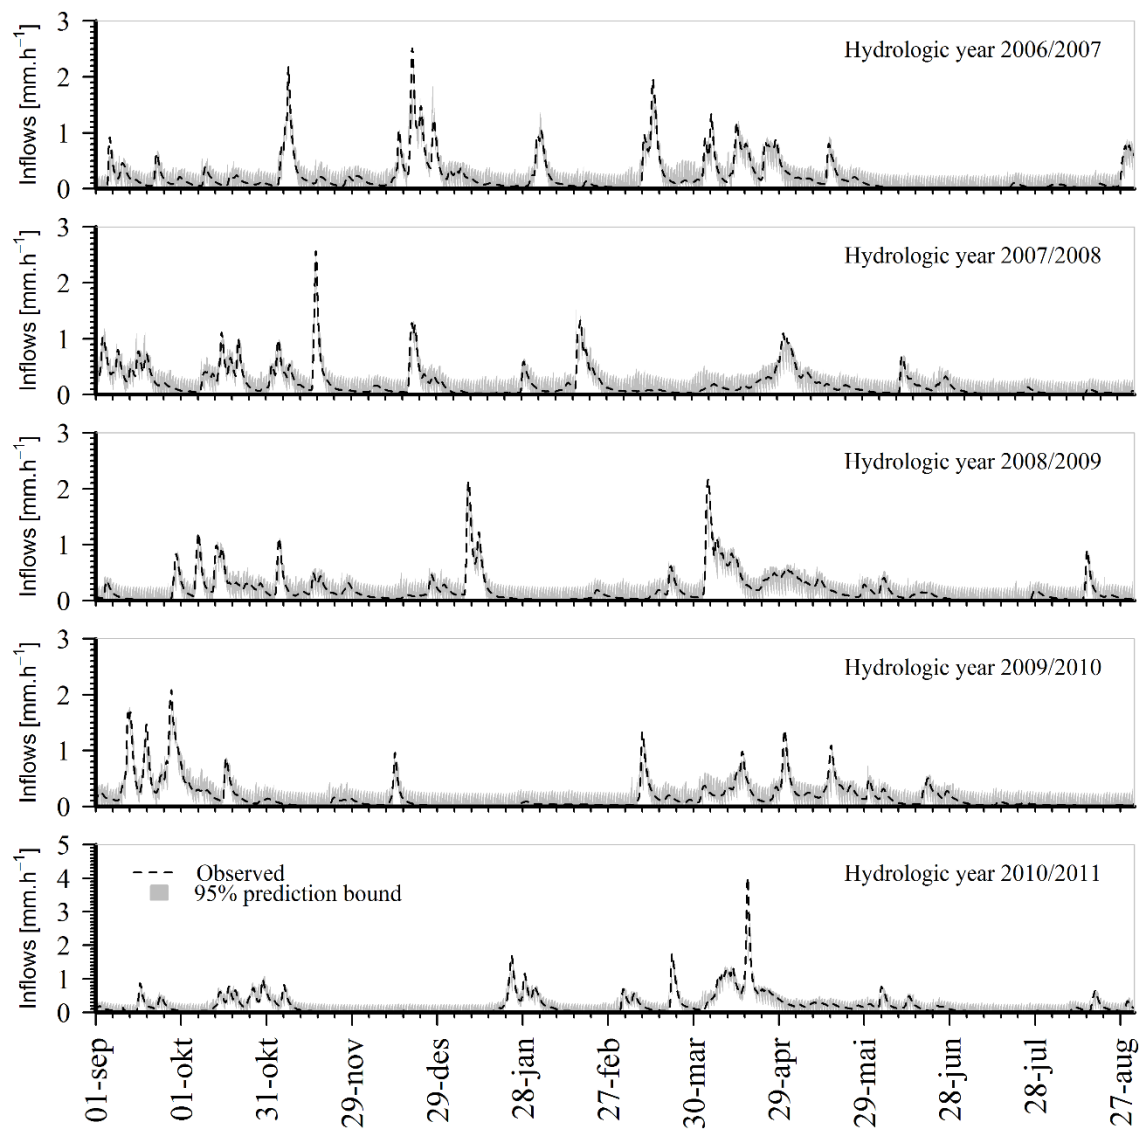 3
2
1
0
Inflows [mm.h⁻¹]
Hydrologic year 2006/2007
3
2
1
0
Inflows [mm.h⁻¹]
Hydrologic year 2007/2008
3
2
1
0
Inflows [mm.h⁻¹]
Hydrologic year 2008/2009
3
2
1
0
Inflows [mm.h⁻¹]
Hydrologic year 2009/2010
5
4
3
2
1
0
Inflows [mm.h⁻¹]
Observed
95% prediction bound
Hydrologic year 2010/2011
01-sep
01-okt
31-okt
29-nov
29-des
28-jan
27-feb
30-mar
29-apr
29-mai
28-jun
28-jul
27-aug